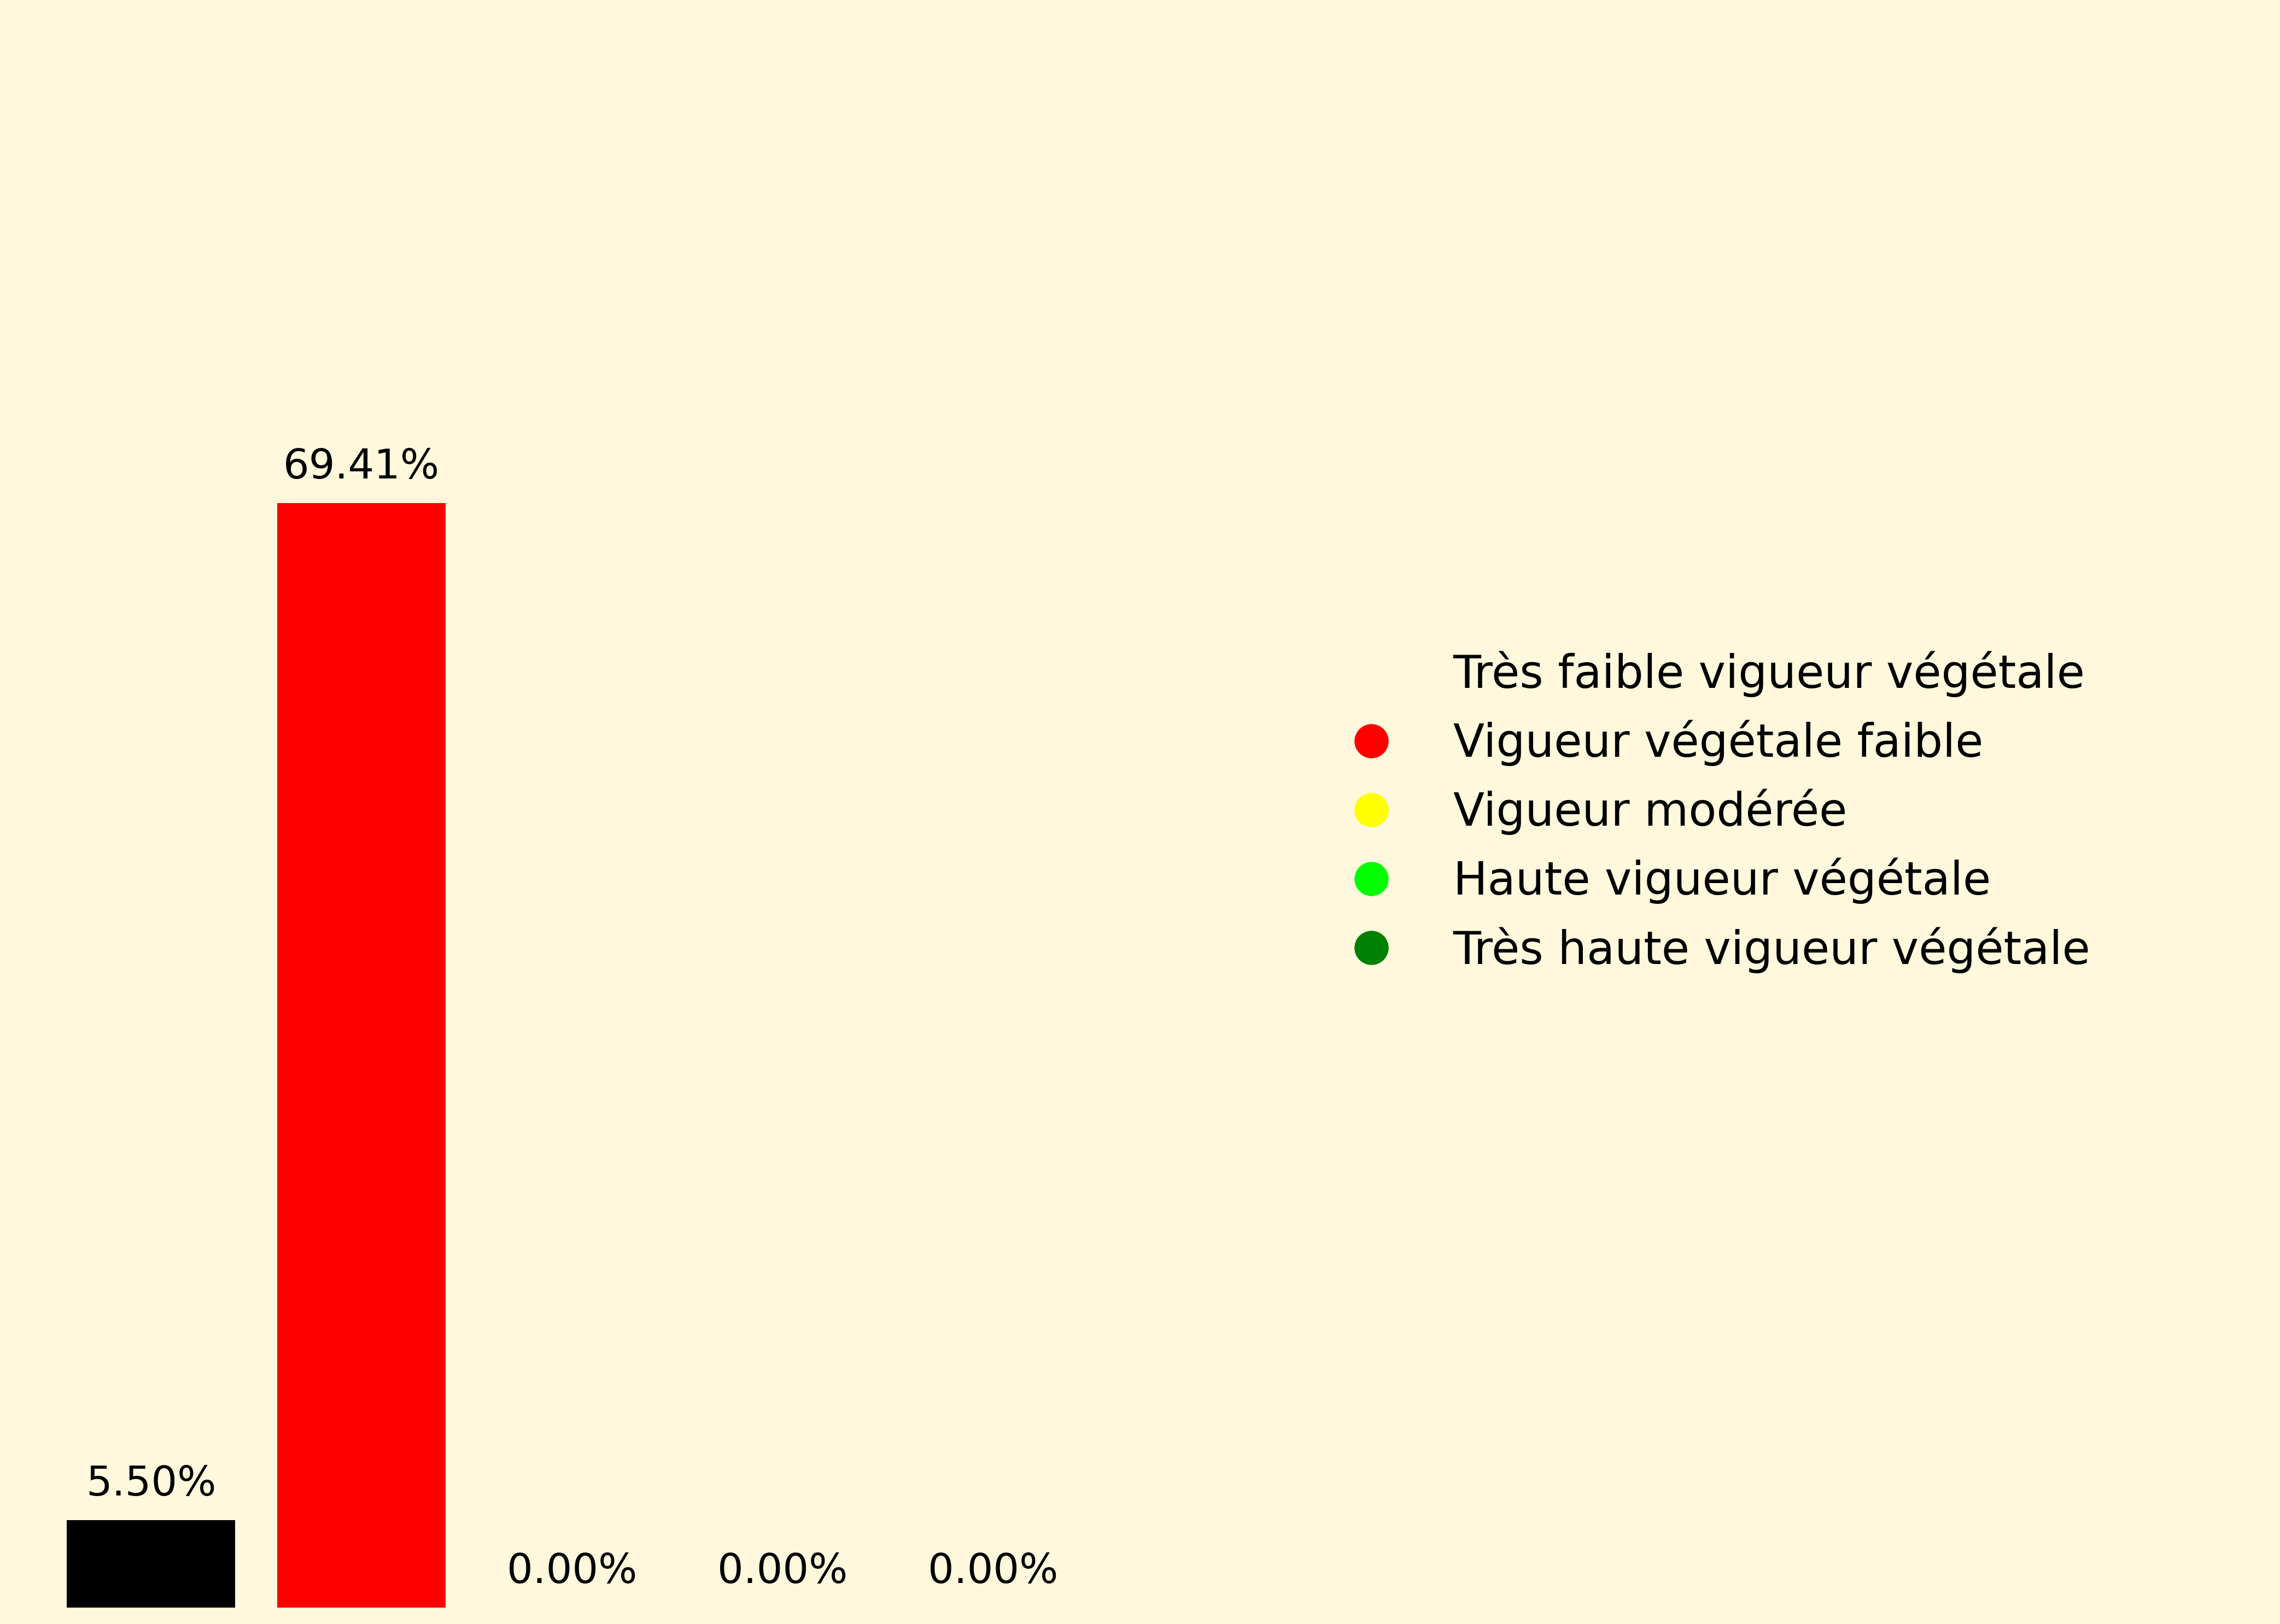 69.41%
5.50%
0.00%
0.00%
0.00%
Très faible vigueur végétale
Vigueur végétale faible
Vigueur modérée
Haute vigueur végétale
Très haute vigueur végétale